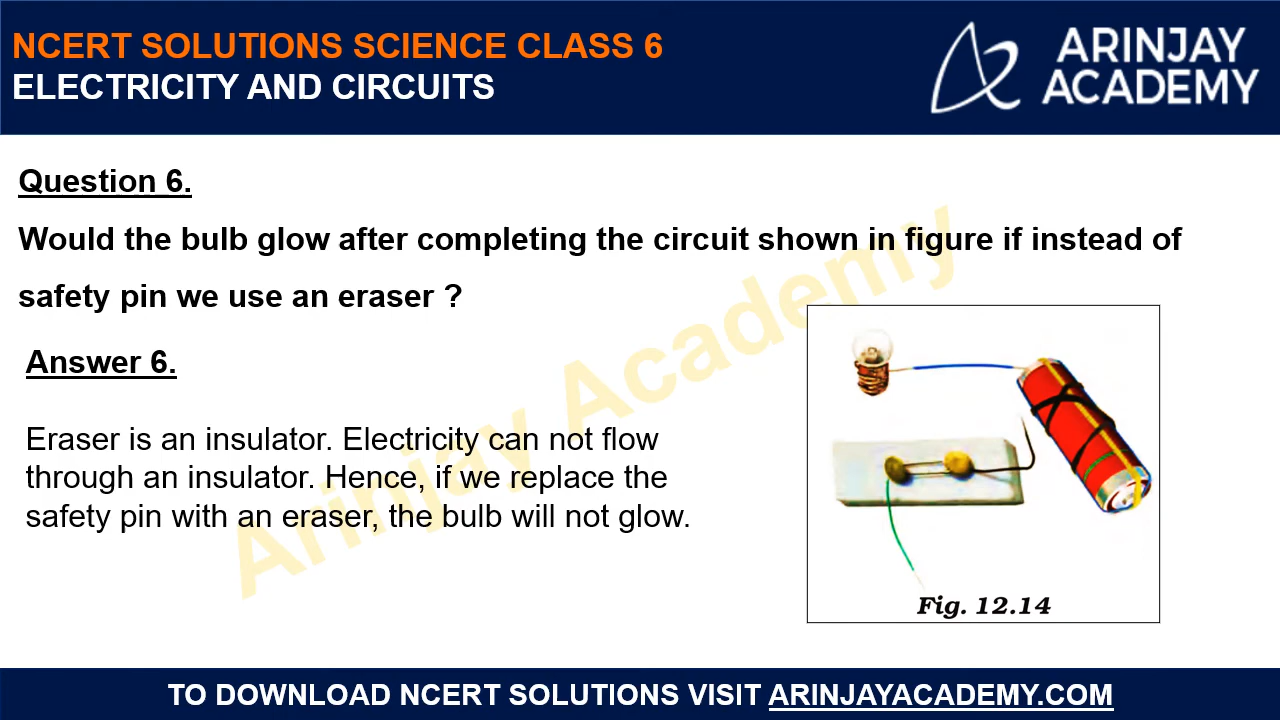 NCERT SOLUTIONS SCIENCE CLASS 6
ELECTRICITY AND CIRCUITS
ARINJAY
ACADEMY
Question 6.
Would the bulb glow after completing the circuit shown in figure if instead of
safety pin we use an eraser ?
Answer 6.
Eraser is an insulator. Electricity can not flow
through an insulator. Hence, if we replace the
safety pin with an eraser, the bulb will not glow.
Arinjay Academy
Fig. 12.14
TO DOWNLOAD NCERT SOLUTIONS VISIT ARINJAYACADEMY.COM